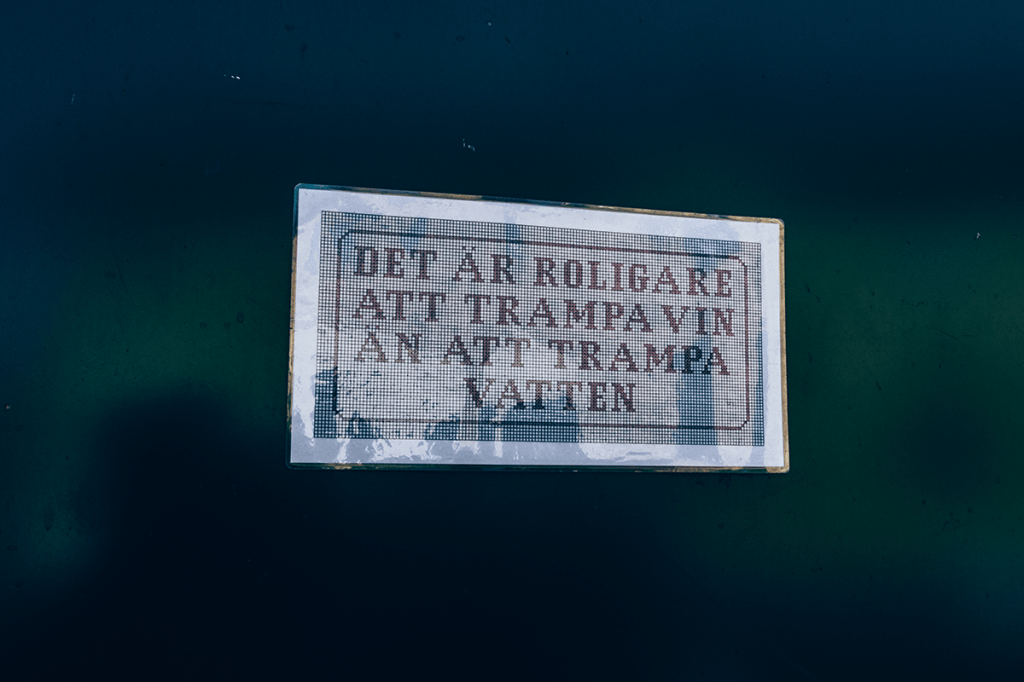 DET ÄR ROLIGARE
ATT TRAMPA VIN
ÄN ATT TRAMPA
VATTEN